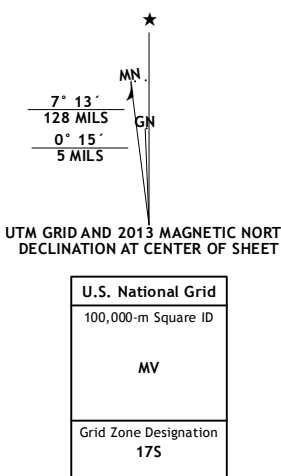 MN
7° 13´
128 MILS
GN
0° 15´
5 MILS
UTM GRID AND 2013 MAGNETIC NORT
DECLINATION AT CENTER OF SHEET
U.S. National Grid
100,000-m Square ID
MV
Grid Zone Designation
17S